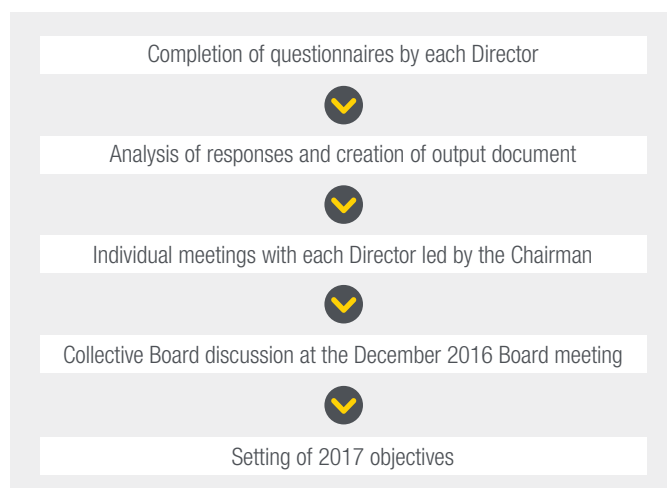 Completion of questionnaires by each Director
Analysis of responses and creation of output document
Individual meetings with each Director led by the Chairman
Collective Board discussion at the December 2016 Board meeting
Setting of 2017 objectives